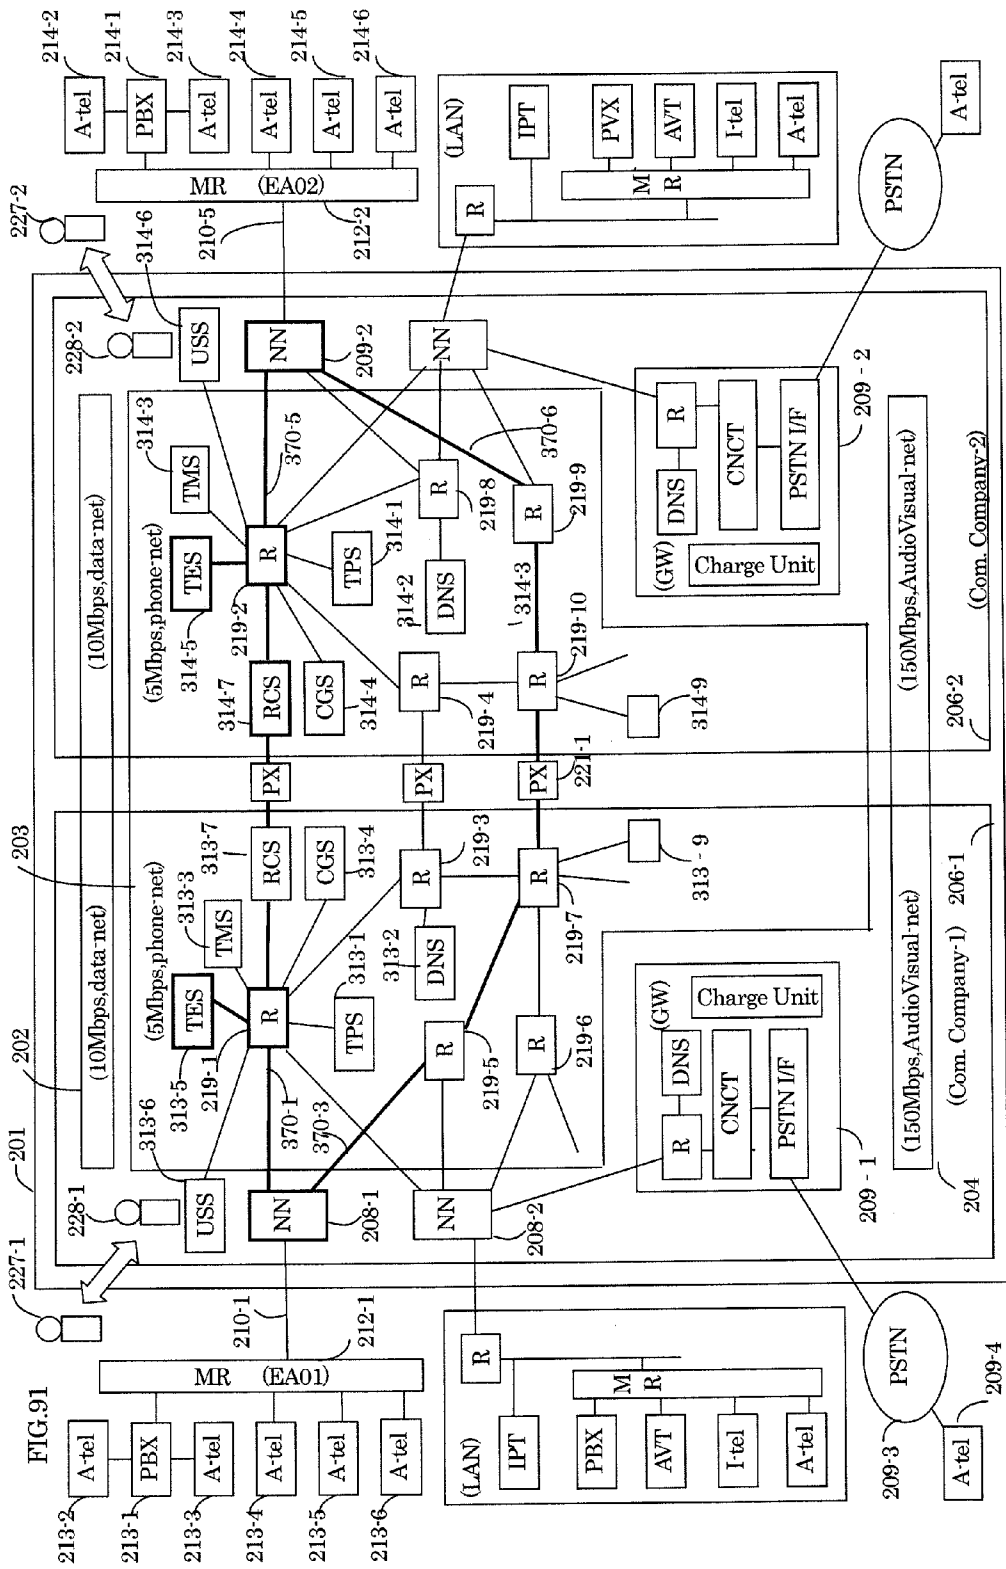 FIG.91
213-2
A-tel
213-1
PBX
213-3
A-tel
213-4
A-tel
213-5
A-tel
213-6
A-tel
MR (EA01)
212-1
210-1
227-1
228-1
201
202
203
(10Mbps,data-net)
(10Mbps,data-net)
228-2
227-2
210-5
212-2
MR (EA02)
A-tel
214-2
PBX
214-1
A-tel
214-3
A-tel
214-4
A-tel
214-5
A-tel
214-6
313-6
USS
313-5
TES
219-1
(5Mbps,phone-net)
TMS
313-3
RCS
313-7
PX
314-7
RCS
314-5
TES
219-2
(5Mbps,phone-net)
TMS
314-3
USS
314-6
NN
208-1
370-1
370-3
R
TPS
313-1
CGS
313-4
CGS
314-4
R
TPS
314-1
370-5
NN
209-2
NN
208-2
R
219-5
313-2
DNS
R
219-3
PX
R
219-4
314-2
DNS
R
219-8
NN
R
219-6
R
219-7
PX
221-1
R
219-10
314-3
R
219-9
370-6
313-9
314-9
(LAN)
R
IPT
PBX
AVT
I-tel
A-tel
M
R
(LAN)
R
IPT
PVX
AVT
I-tel
A-tel
M
R
(GW)
R
DNS
CNCT
PSTN I/F
Charge Unit
209-1
(GW)
DNS
R
CNCT
PSTN I/F
Charge Unit
209-2
(150Mbps,AudioVisual-net)
(150Mbps,AudioVisual-net)
204
(Com. Company-1)
206-1
206-2
(Com. Company-2)
209-3
PSTN
A-tel
209-4
PSTN
A-tel